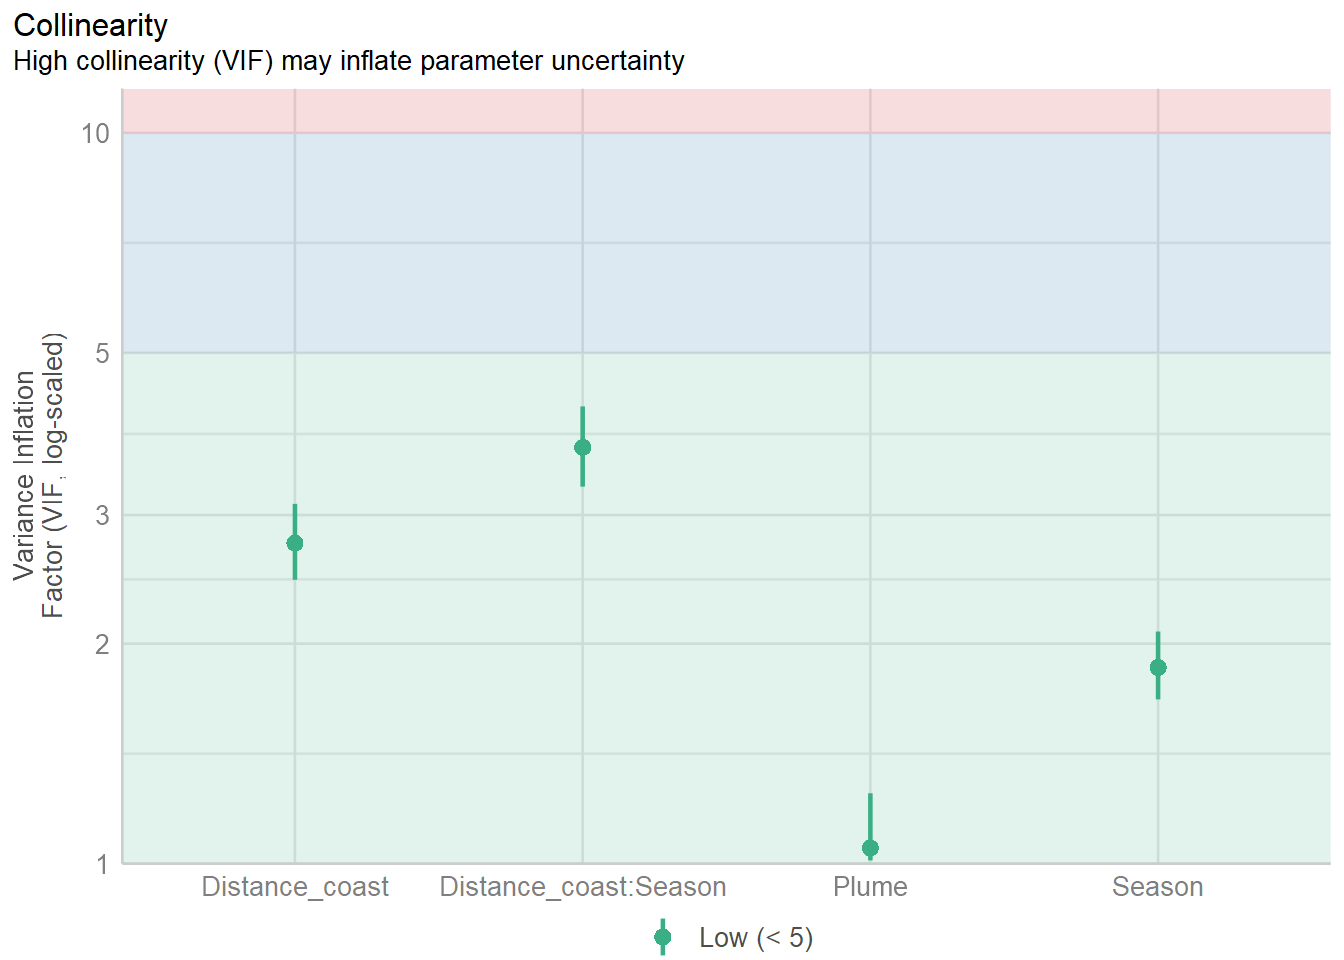 Collinearity
High collinearity (VIF) may inflate parameter uncertainty
Variance Inflation
Factor (VIF, log-scaled)
10
5
3
2
1
Distance_coast
Distance_coast:Season
Plume
Season
Low (< 5)